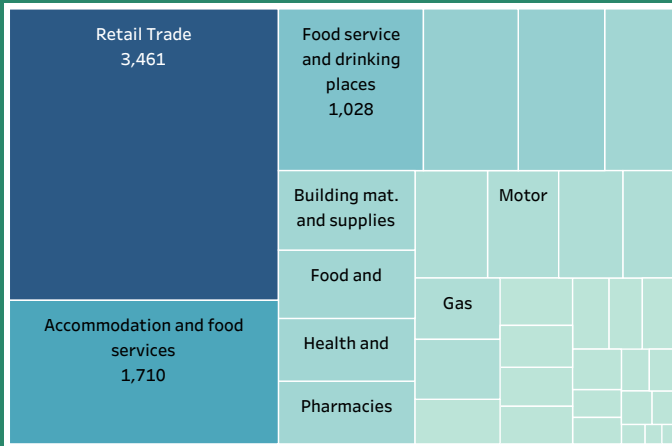 Retail Trade
3,461
Accommodation and food
services
1,710
Food service
and drinking
places
1,028
Building mat.
and supplies
Food and
Health and
Pharmacies
Motor
Gas